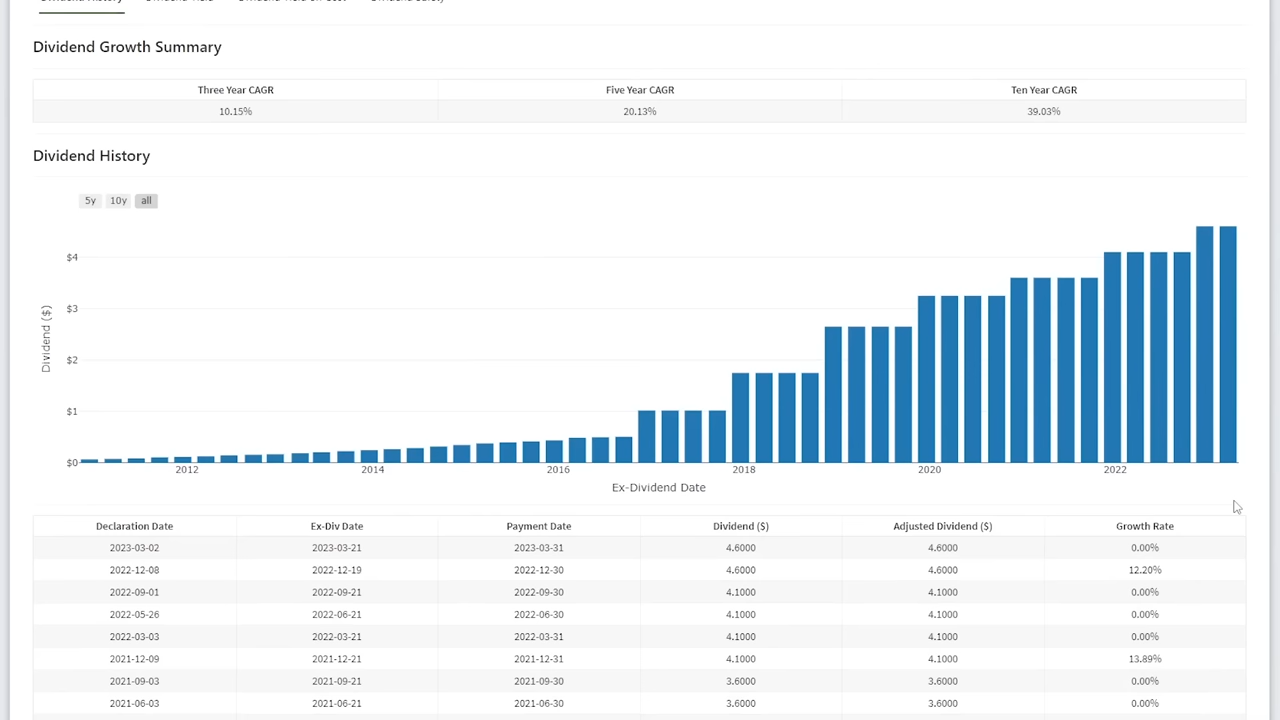 Dividend Growth Summary
Three Year CAGR Five Year CAGR Ten Year CAGR
10.15% 20.13% 39.03%
Dividend History
5y 10y all
$4
$3
$2
$1
$0
Dividend ($)
2012 2014 2016 2018 2020 2022
Ex-Dividend Date
Declaration Date Ex-Div Date Payment Date Dividend ($) Adjusted Dividend ($) Growth Rate
2023-03-02 2023-03-21 2023-03-31 4.6000 4.6000 0.00%
2022-12-08 2022-12-19 2022-12-30 4.6000 4.6000 12.20%
2022-09-01 2022-09-21 2022-09-30 4.1000 4.1000 0.00%
2022-05-26 2022-06-21 2022-06-30 4.1000 4.1000 0.00%
2022-03-03 2022-03-21 2022-03-31 4.1000 4.1000 0.00%
2021-12-09 2021-12-21 2021-12-31 4.1000 4.1000 13.89%
2021-09-03 2021-09-21 2021-09-30 3.6000 3.6000 0.00%
2021-06-03 2021-06-21 2021-06-30 3.6000 3.6000 0.00%